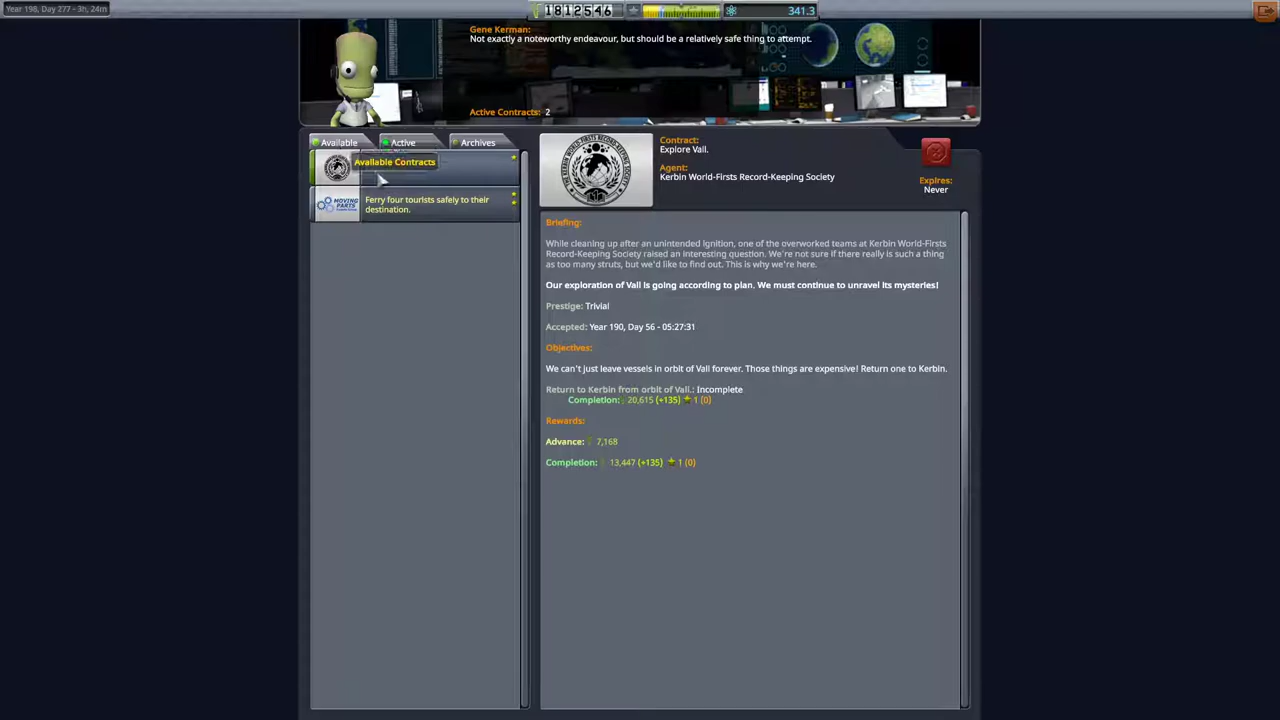 Year 198, Day 277 - 3h, 24m
1812546
341.3
Gene Kerman:
Not exactly a noteworthy endeavour, but should be a relatively safe thing to attempt.
Active Contracts: 2
Available
Active
Archives
Available Contracts
MOVING PARTS
Ferry four tourists safely to their
destination.
Contract:
Explore Vall.
Agent:
Kerbin World-Firsts Record-Keeping Society
Expires:
Never
Briefing:
While cleaning up after an unintended ignition, one of the overworked teams at Kerbin World-Firsts
Record-Keeping Society raised an interesting question. We're not sure if there really is such a thing
as too many struts, but we'd like to find out. This is why we're here.
Our exploration of Vall is going according to plan. We must continue to unravel its mysteries!
Prestige: Trivial
Accepted: Year 190, Day 56 - 05:27:31
Objectives:
We can't just leave vessels in orbit of Vall forever. Those things are expensive! Return one to Kerbin.
Return to Kerbin from orbit of Vall.: Incomplete
Completion: 20,615 (+135) 1 (0)
Rewards:
Advance: 7,168
Completion: 13,447 (+135) 1 (0)